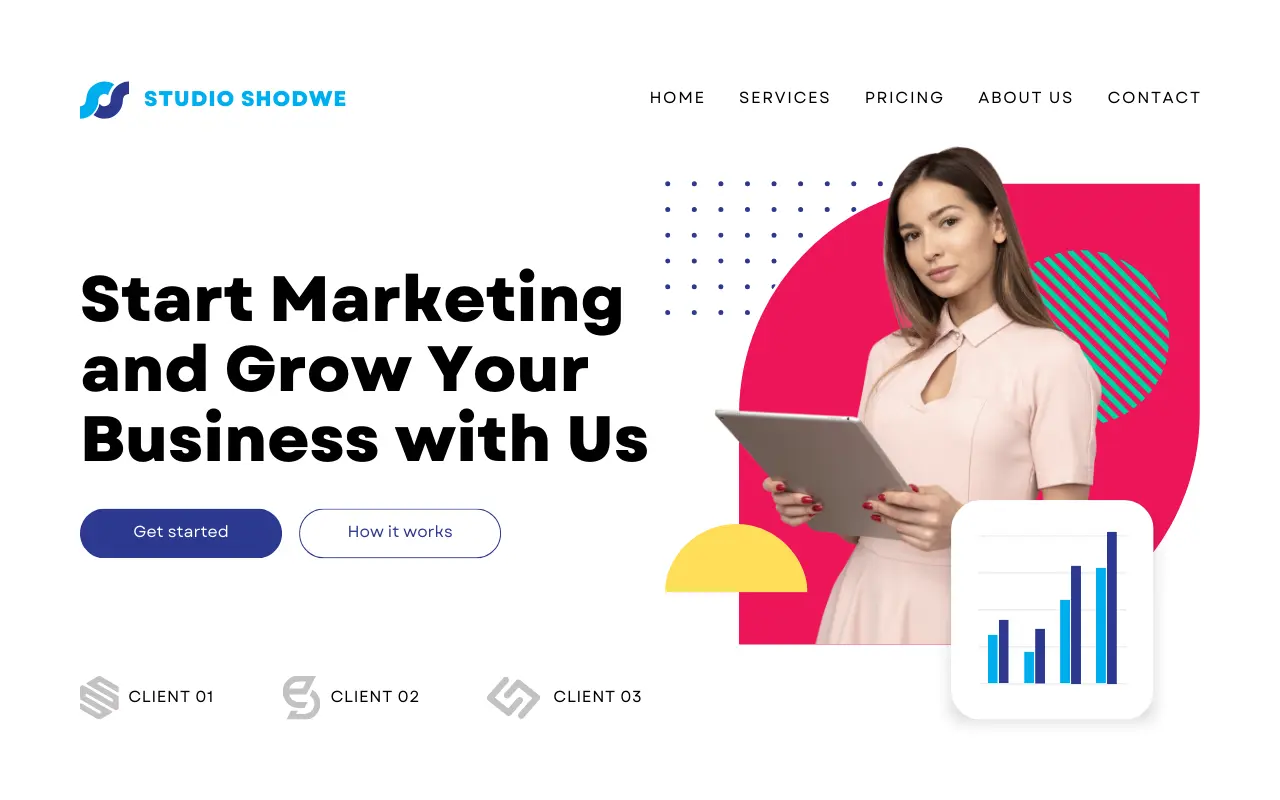 STUDIO SHODWE
HOME SERVICES PRICING ABOUT US CONTACT
Start Marketing
and Grow Your
Business with Us
Get started
How it works
CLIENT 01
CLIENT 02
CLIENT 03